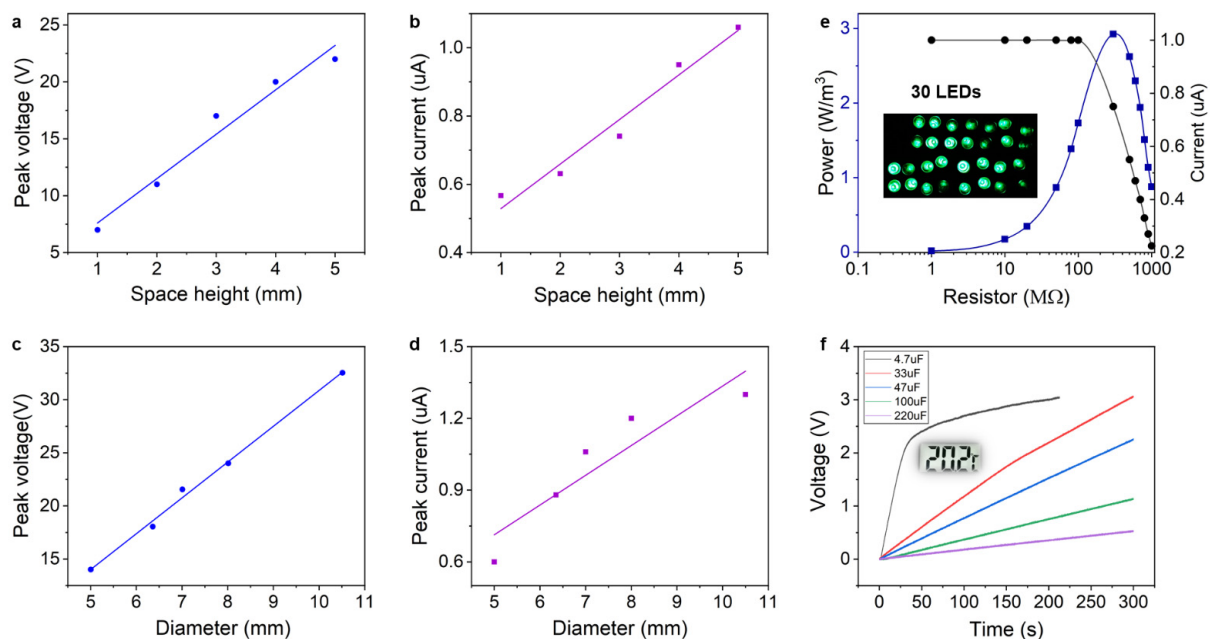 a
25
20
15
10
5
Peak voltage (V)
1 2 3 4 5
Space height (mm)
b
1.0
0.8
0.6
0.4
Peak current (uA)
1 2 3 4 5
Space height (mm)
e
3
2
1
0
Power (W/m³)
30 LEDs
1.0
0.8
0.6
0.4
0.2
Current (uA)
0.1 1 10 100 1000
Resistor (MΩ)
c
35
30
25
20
15
Peak voltage(V)
5 6 7 8 9 10 11
Diameter (mm)
d
1.5
1.2
0.9
0.6
Peak current (uA)
5 6 7 8 9 10 11
Diameter (mm)
f
4
3
2
1
0
Voltage (V)
4.7uF
33uF
47uF
100uF
220uF
0 50 100 150 200 250 300
Time (s)